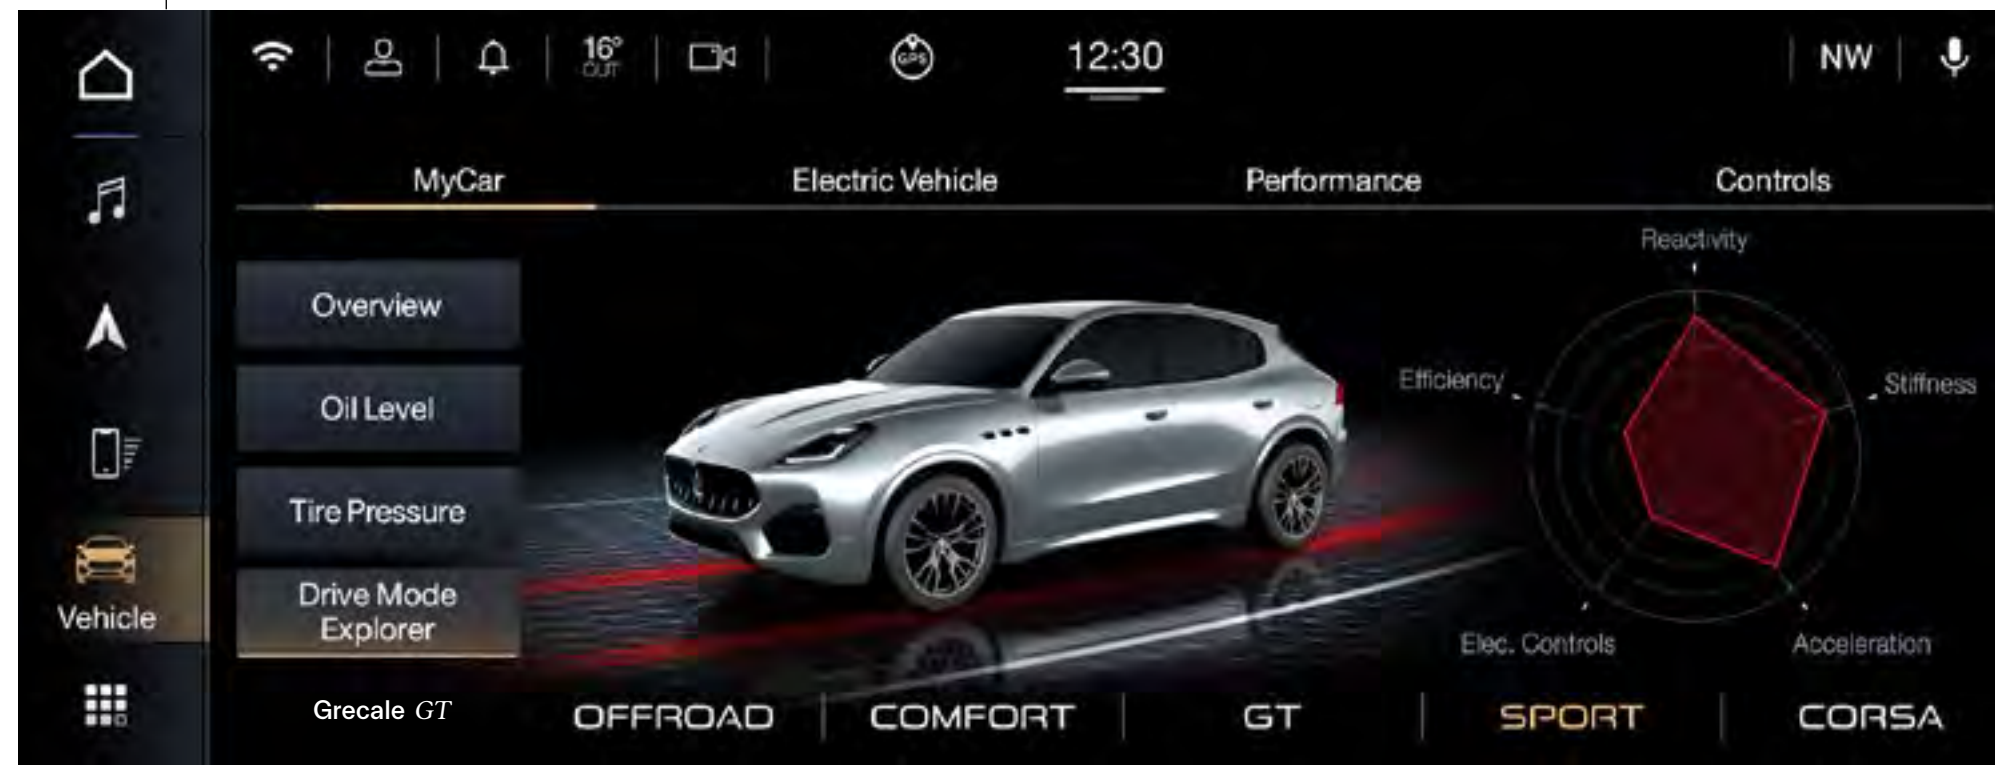 16°
OUT
GPS
12:30
NW
MyCar
Electric Vehicle
Performance
Controls
Overview
Oil Level
Tire Pressure
Drive Mode
Explorer
Reactivity
Efficiency
Stiffness
Elec. Controls
Acceleration
Vehicle
Grecale GT
OFFROAD
COMFORT
GT
SPORT
CORSA